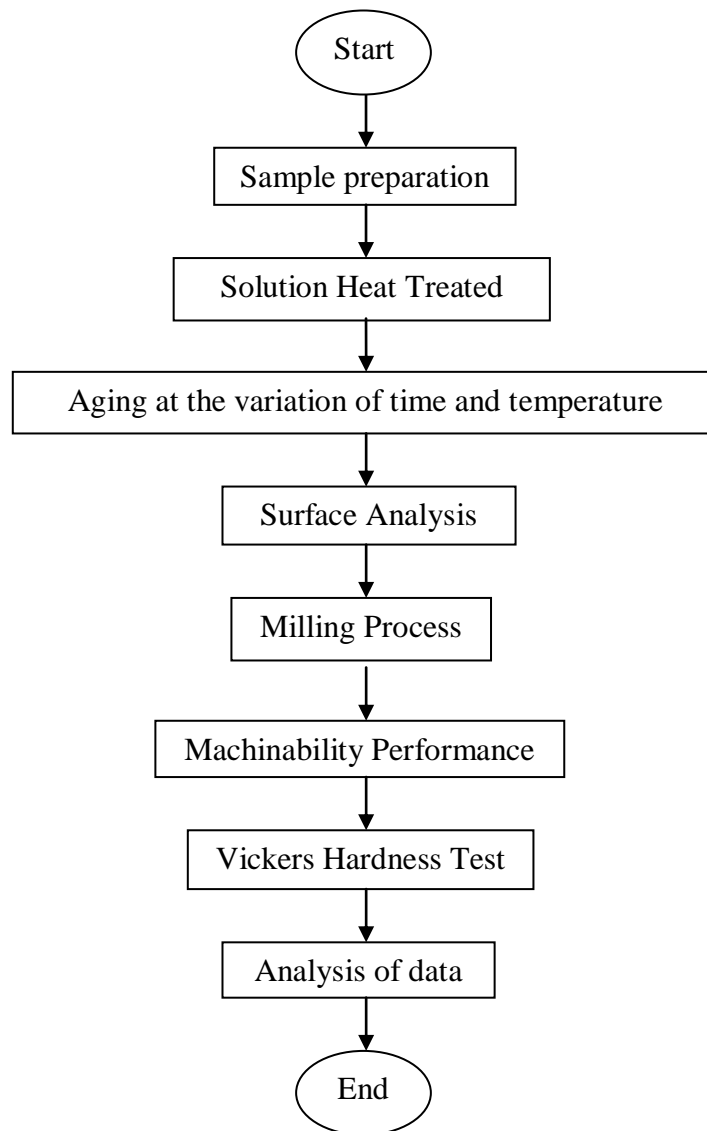 Start
Sample preparation
Solution Heat Treated
Aging at the variation of time and temperature
Surface Analysis
Milling Process
Machinability Performance
Vickers Hardness Test
Analysis of data
End